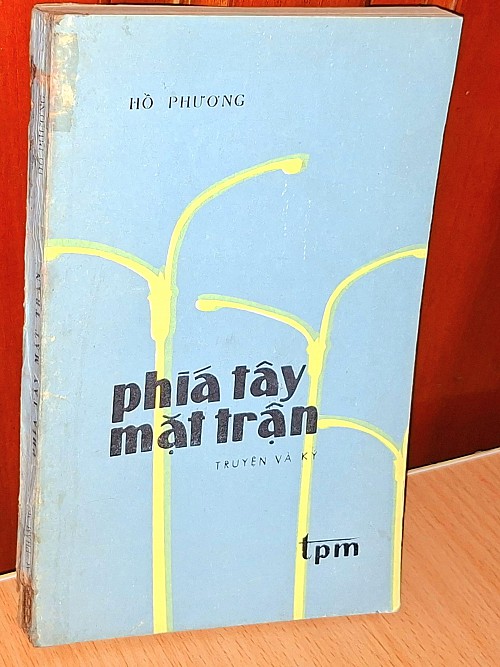 HỒ PHƯƠNG
phía tây
mặt trận
TRUYỆN VÀ KÝ
tpm